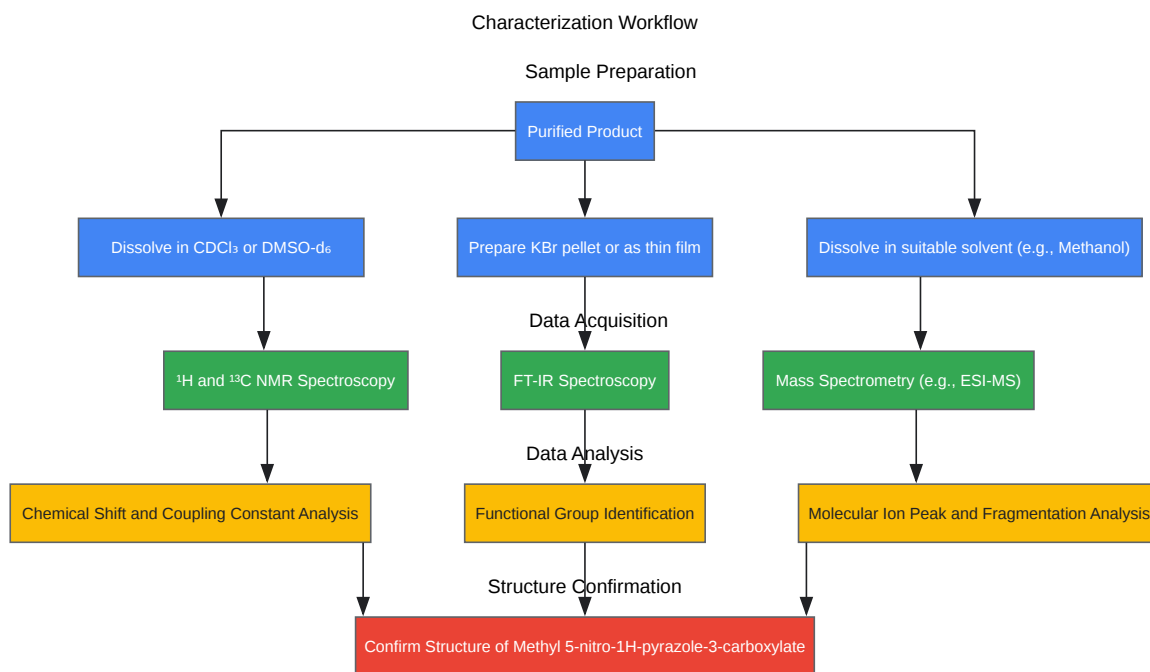 Characterization Workflow
Sample Preparation
Purified Product
Dissolve in CDCl₃ or DMSO-d₆
Prepare KBr pellet or as thin film
Dissolve in suitable solvent (e.g., Methanol)
Data Acquisition
¹H and ¹³C NMR Spectroscopy
FT-IR Spectroscopy
Mass Spectrometry (e.g., ESI-MS)
Data Analysis
Chemical Shift and Coupling Constant Analysis
Functional Group Identification
Molecular Ion Peak and Fragmentation Analysis
Structure Confirmation
Confirm Structure of Methyl 5-nitro-1H-pyrazole-3-carboxylate